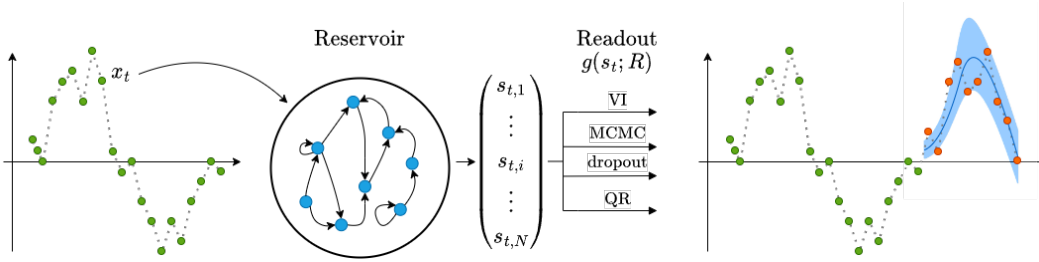 Reservoir
Readout
g(s_t; R)
x_t
s_{t,1}
⋮
s_{t,i}
⋮
s_{t,N}
VI
MCMC
dropout
QR